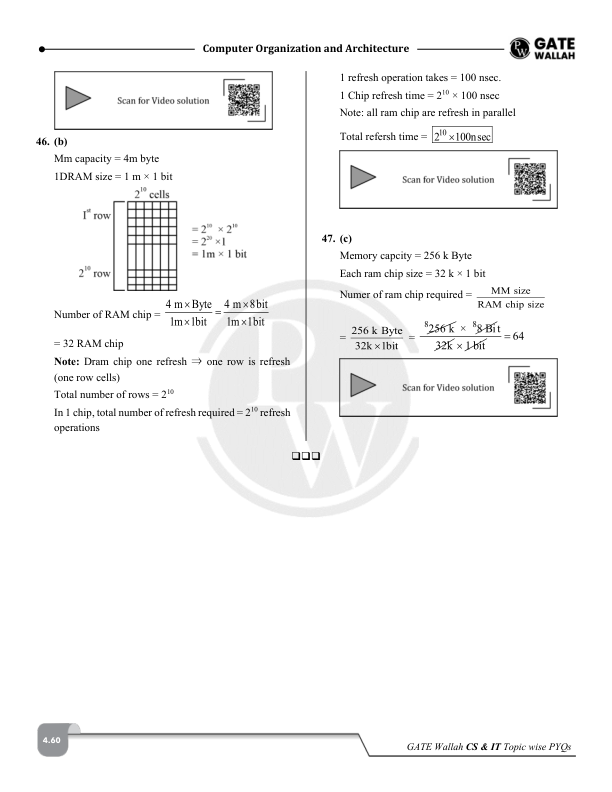 Computer Organization and Architecture
GATE
WALLAH
Scan for Video solution
46. (b)
Mm capacity = 4m byte
1DRAM size = 1 m × 1 bit
2^10 cells
1st row
2^10 row
= 2^10 × 2^10
= 2^20 ×1
= 1m × 1 bit
Number of RAM chip = (4 m×Byte)/(1m×1bit) = (4 m×8bit)/(1m×1bit)
= 32 RAM chip
Note: Dram chip one refresh ⇒ one row is refresh
(one row cells)
Total number of rows = 2^10
In 1 chip, total number of refresh required = 2^10 refresh
operations
1 refresh operation takes = 100 nsec.
1 Chip refresh time = 2^10 × 100 nsec
Note: all ram chip are refresh in parallel
Total refersh time = 2^10 ×100nsec
Scan for Video solution
47. (c)
Memory capcity = 256 k Byte
Each ram chip size = 32 k × 1 bit
Numer of ram chip required = (MM size)/(RAM chip size)
= (256 k Byte)/(32k×1bit) = (8 256 k × 8 8 Bit)/(32k × 1 bit) = 64
Scan for Video solution
❑❑❑
PW
4.60
GATE Wallah CS & IT Topic wise PYQs